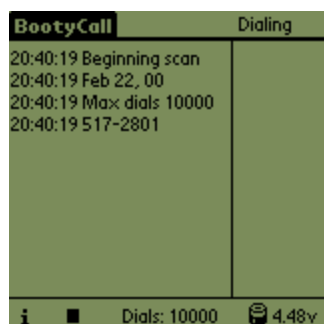 BootyCall Dialing
20:40:19 Beginning scan
20:40:19 Feb 22, 00
20:40:19 Max dials 10000
20:40:19 517-2801
i Dials: 10000 4.48v